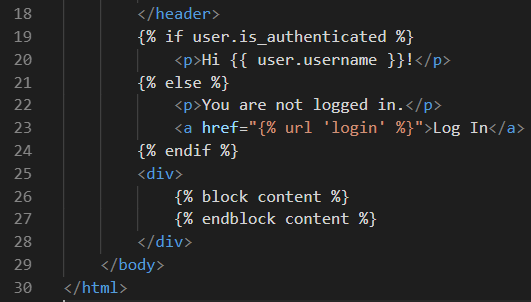 18 </header>
19 {% if user.is_authenticated %}
20 <p>Hi {{ user.username }}!</p>
21 {% else %}
22 <p>You are not logged in.</p>
23 <a href="{% url 'login' %}">Log In</a>
24 {% endif %}
25 <div>
26 {% block content %}
27 {% endblock content %}
28 </div>
29 </body>
30 </html>